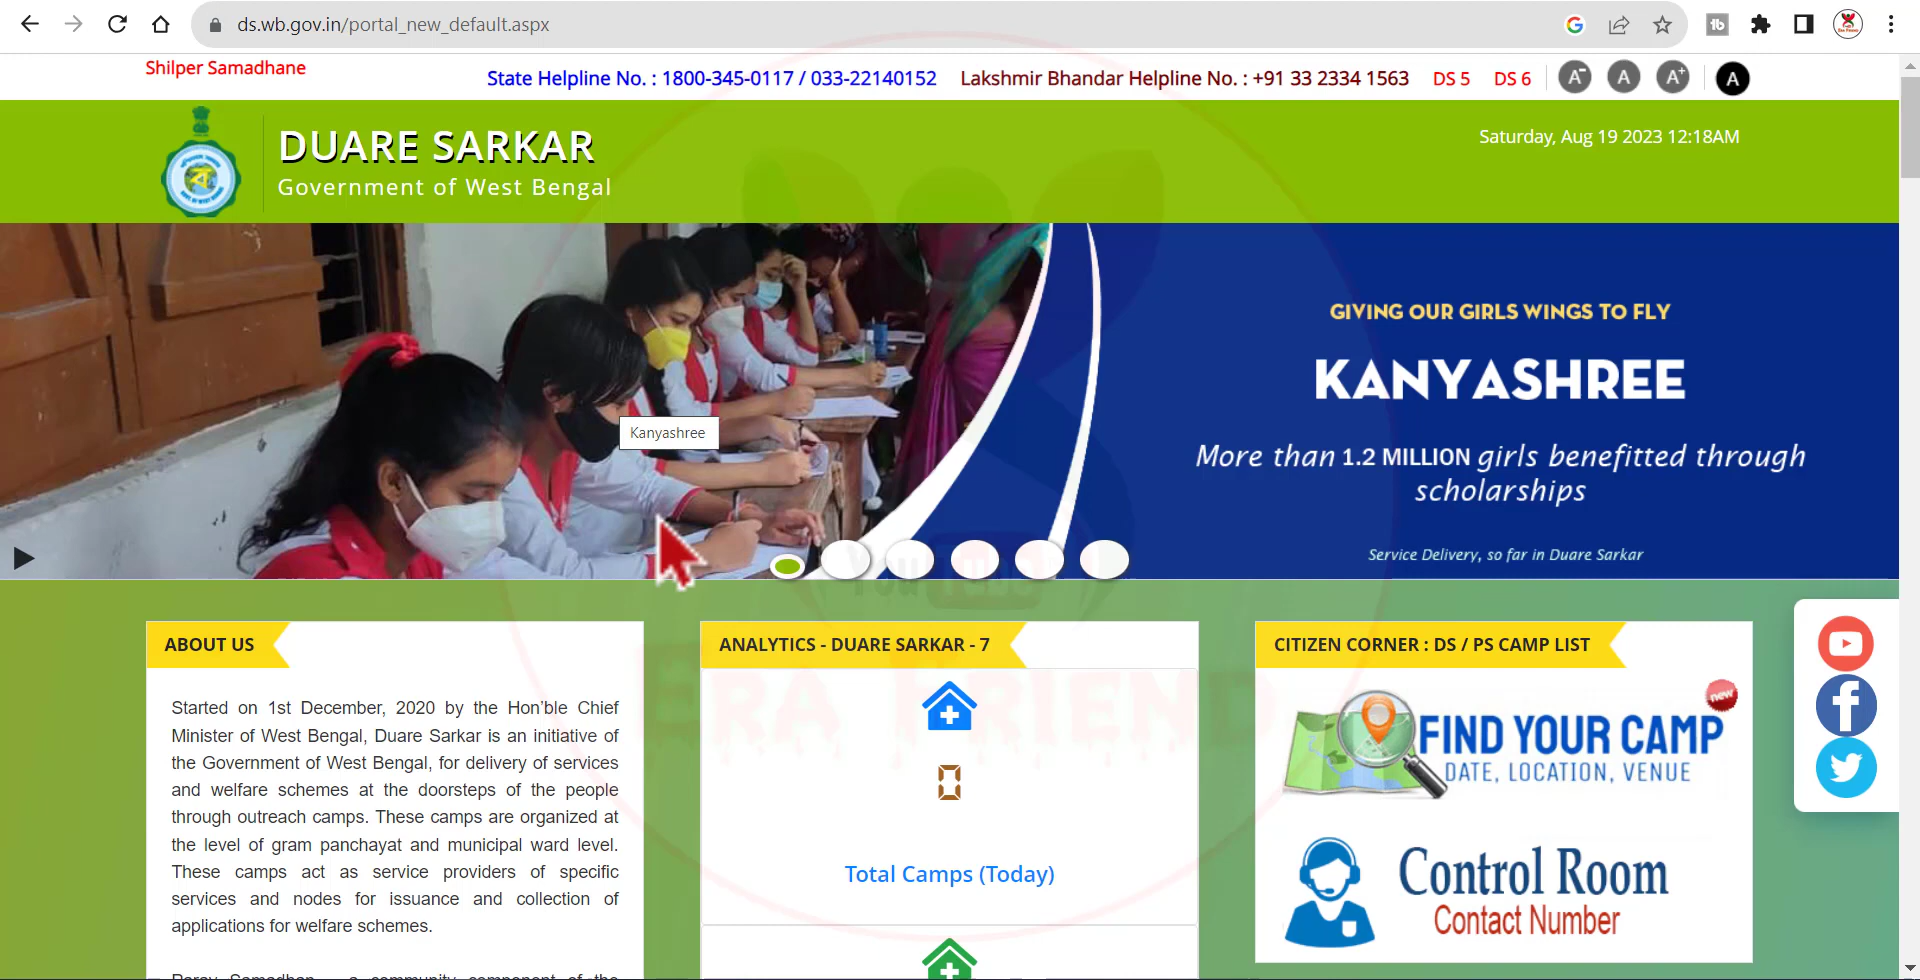 ds.wb.gov.in/portal_new_default.aspx
Shilper Samadhane
State Helpline No. : 1800-345-0117 / 033-22140152 Lakshmir Bhandar Helpline No. : +91 33 2334 1563 DS 5 DS 6 A- A A+ A
DUARE SARKAR
Government of West Bengal
Saturday, Aug 19 2023 12:18AM
GIVING OUR GIRLS WINGS TO FLY
KANYASHREE
More than 1.2 MILLION girls benefitted through
scholarships
Service Delivery, so far in Duare Sarkar
Kanyashree
YouTube
ERA FRIEND
ABOUT US
Started on 1st December, 2020 by the Hon'ble Chief
Minister of West Bengal, Duare Sarkar is an initiative of
the Government of West Bengal, for delivery of services
and welfare schemes at the doorsteps of the people
through outreach camps. These camps are organized at
the level of gram panchayat and municipal ward level.
These camps act as service providers of specific
services and nodes for issuance and collection of
applications for welfare schemes.
ANALYTICS - DUARE SARKAR - 7
0
Total Camps (Today)
CITIZEN CORNER : DS / PS CAMP LIST
new
FIND YOUR CAMP
DATE, LOCATION, VENUE
Control Room
Contact Number